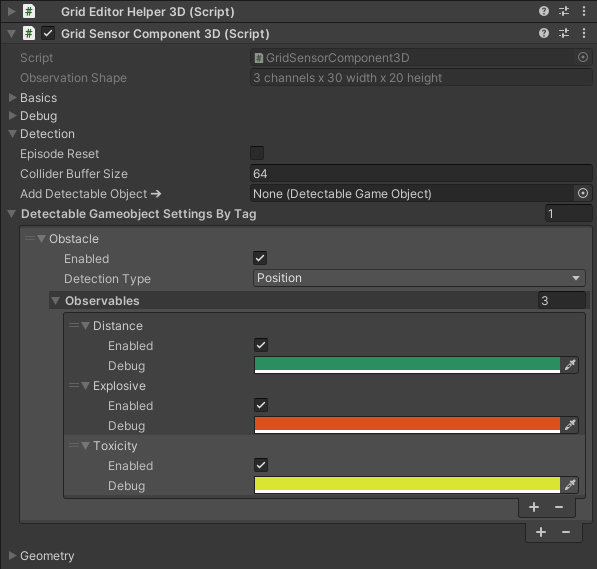 Grid Editor Helper 3D (Script)
Grid Sensor Component 3D (Script)
Script GridSensorComponent3D
Observation Shape 3 channels x 30 width x 20 height
Basics
Debug
Detection
Episode Reset
Collider Buffer Size 64
Add Detectable Object ➔ None (Detectable Game Object)
Detectable Gameobject Settings By Tag 1
Obstacle
Enabled
Detection Type Position
Observables 3
Distance
Enabled
Debug
Explosive
Enabled
Debug
Toxicity
Enabled
Debug
+ −
+ −
Geometry